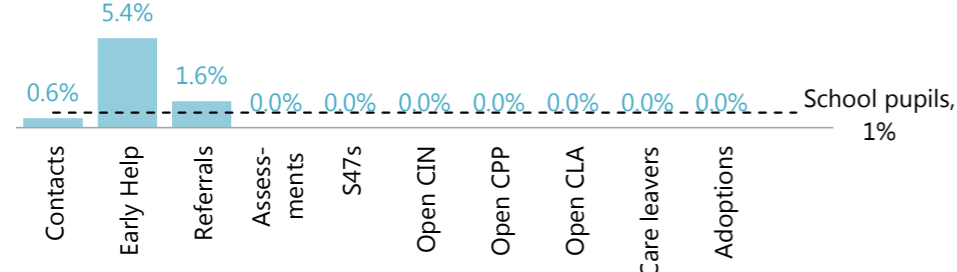 5.4%
1.6%
0.6%
0.0% 0.0% 0.0% 0.0% 0.0% 0.0% 0.0%
School pupils,
1%
Contacts
Early Help
Referrals
Assess-
ments
S47s
Open CIN
Open CPP
Open CLA
Care leavers
Adoptions